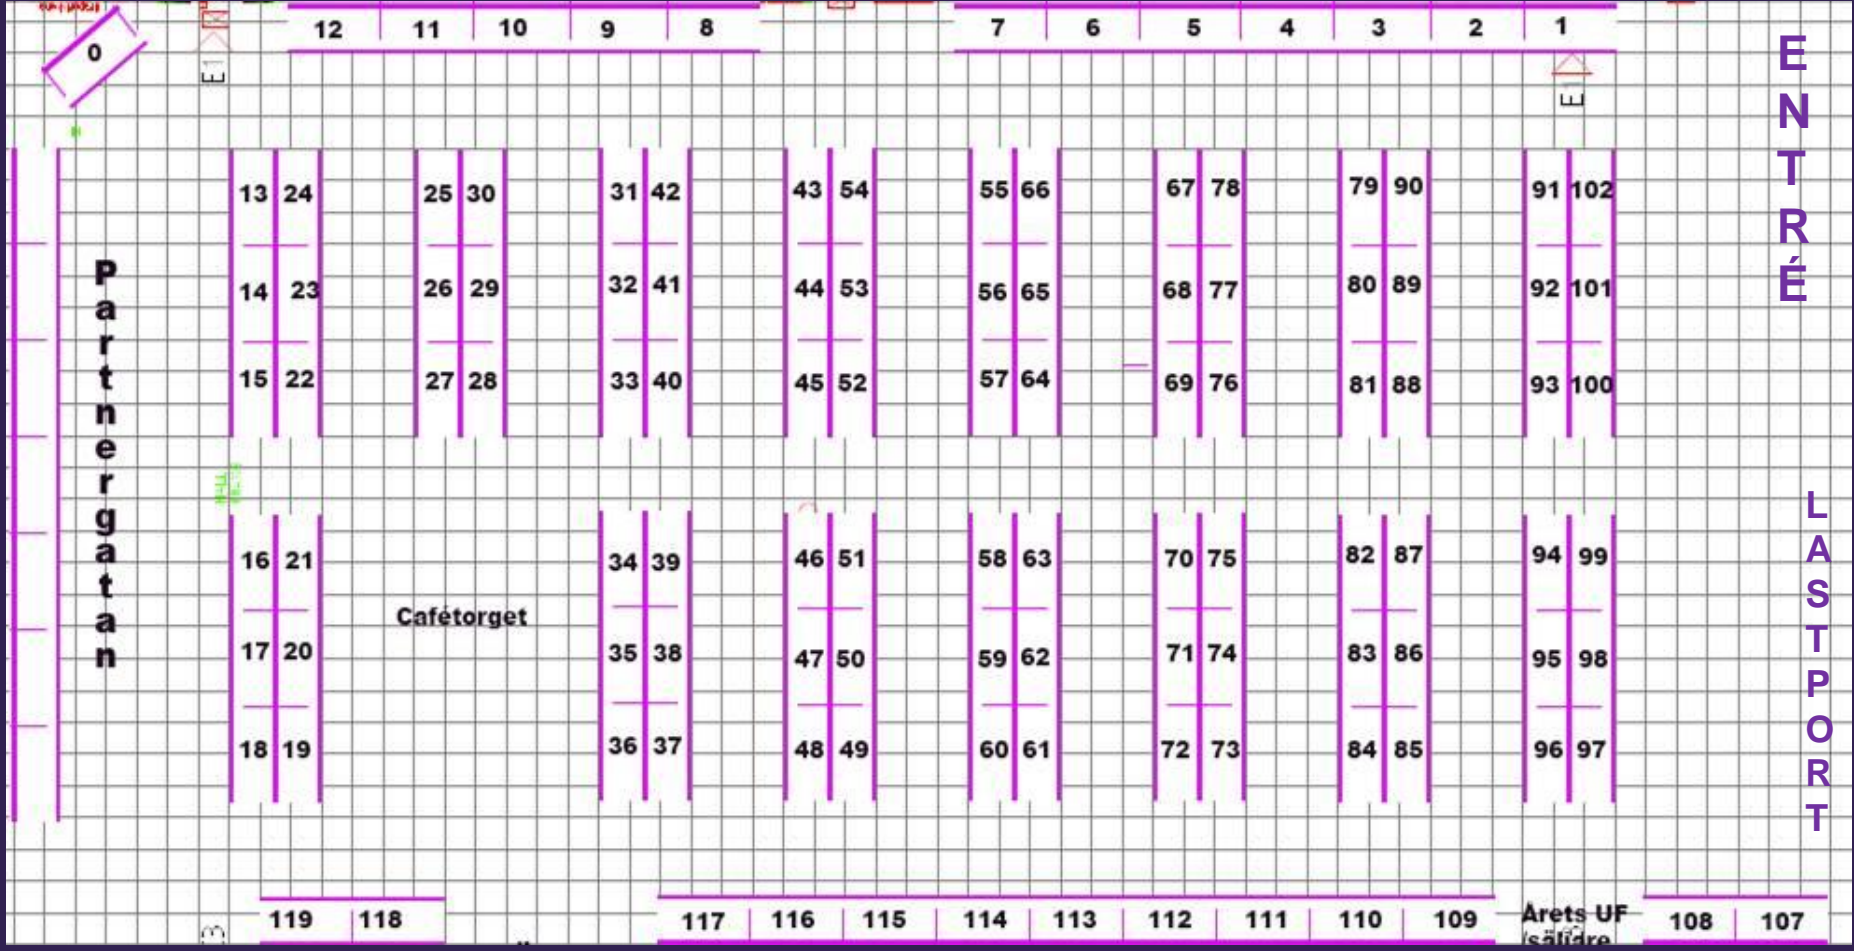 0
12 11 10 9 8
7 6 5 4 3 2 1
E1
E
ENTRÉ
13 24 25 30 31 42 43 54 55 66 67 78 79 90 91 102
14 23 26 29 32 41 44 53 56 65 68 77 80 89 92 101
15 22 27 28 33 40 45 52 57 64 69 76 81 88 93 100
Partnergatan
LASTPORT
16 21 34 39 46 51 58 63 70 75 82 87 94 99
Cafétorget
17 20 35 38 47 50 59 62 71 74 83 86 95 98
18 19 36 37 48 49 60 61 72 73 84 85 96 97
119 118 117 116 115 114 113 112 111 110 109
Årets UF
/säljare
108 107